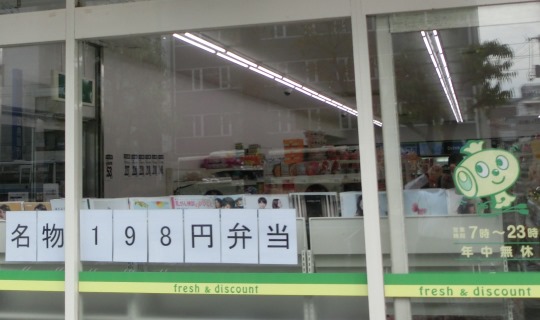 名物198円弁当
7時～23時
年中無休
fresh & discount
fresh & discount